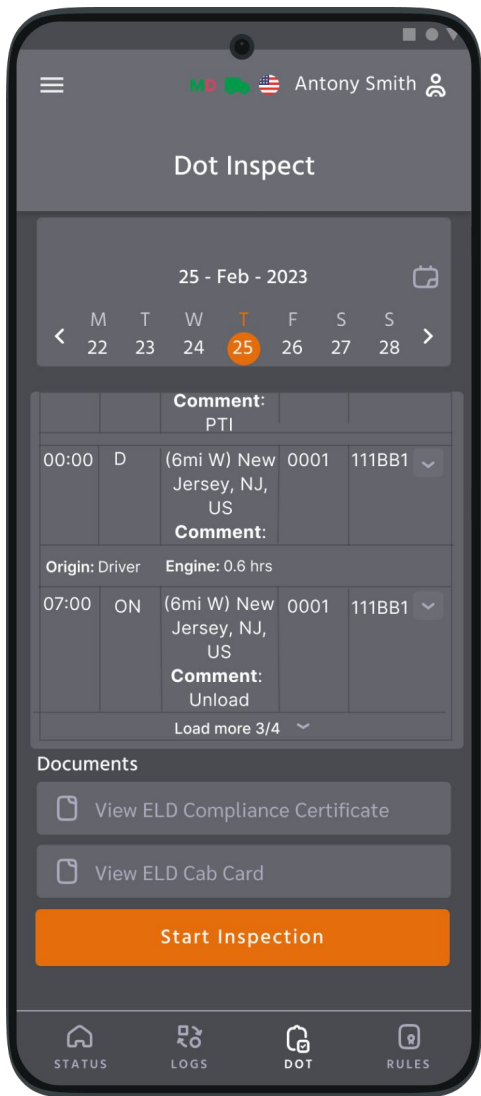 MD
Antony Smith
Dot Inspect
25 - Feb - 2023
M T W T F S S
22 23 24 25 26 27 28
Comment:
PTI
00:00 D (6mi W) New 0001 111BB1
Jersey, NJ,
US
Comment:
Origin: Driver Engine: 0.6 hrs
07:00 ON (6mi W) New 0001 111BB1
Jersey, NJ,
US
Comment:
Unload
Load more 3/4
Documents
View ELD Compliance Certificate
View ELD Cab Card
Start Inspection
STATUS LOGS DOT RULES